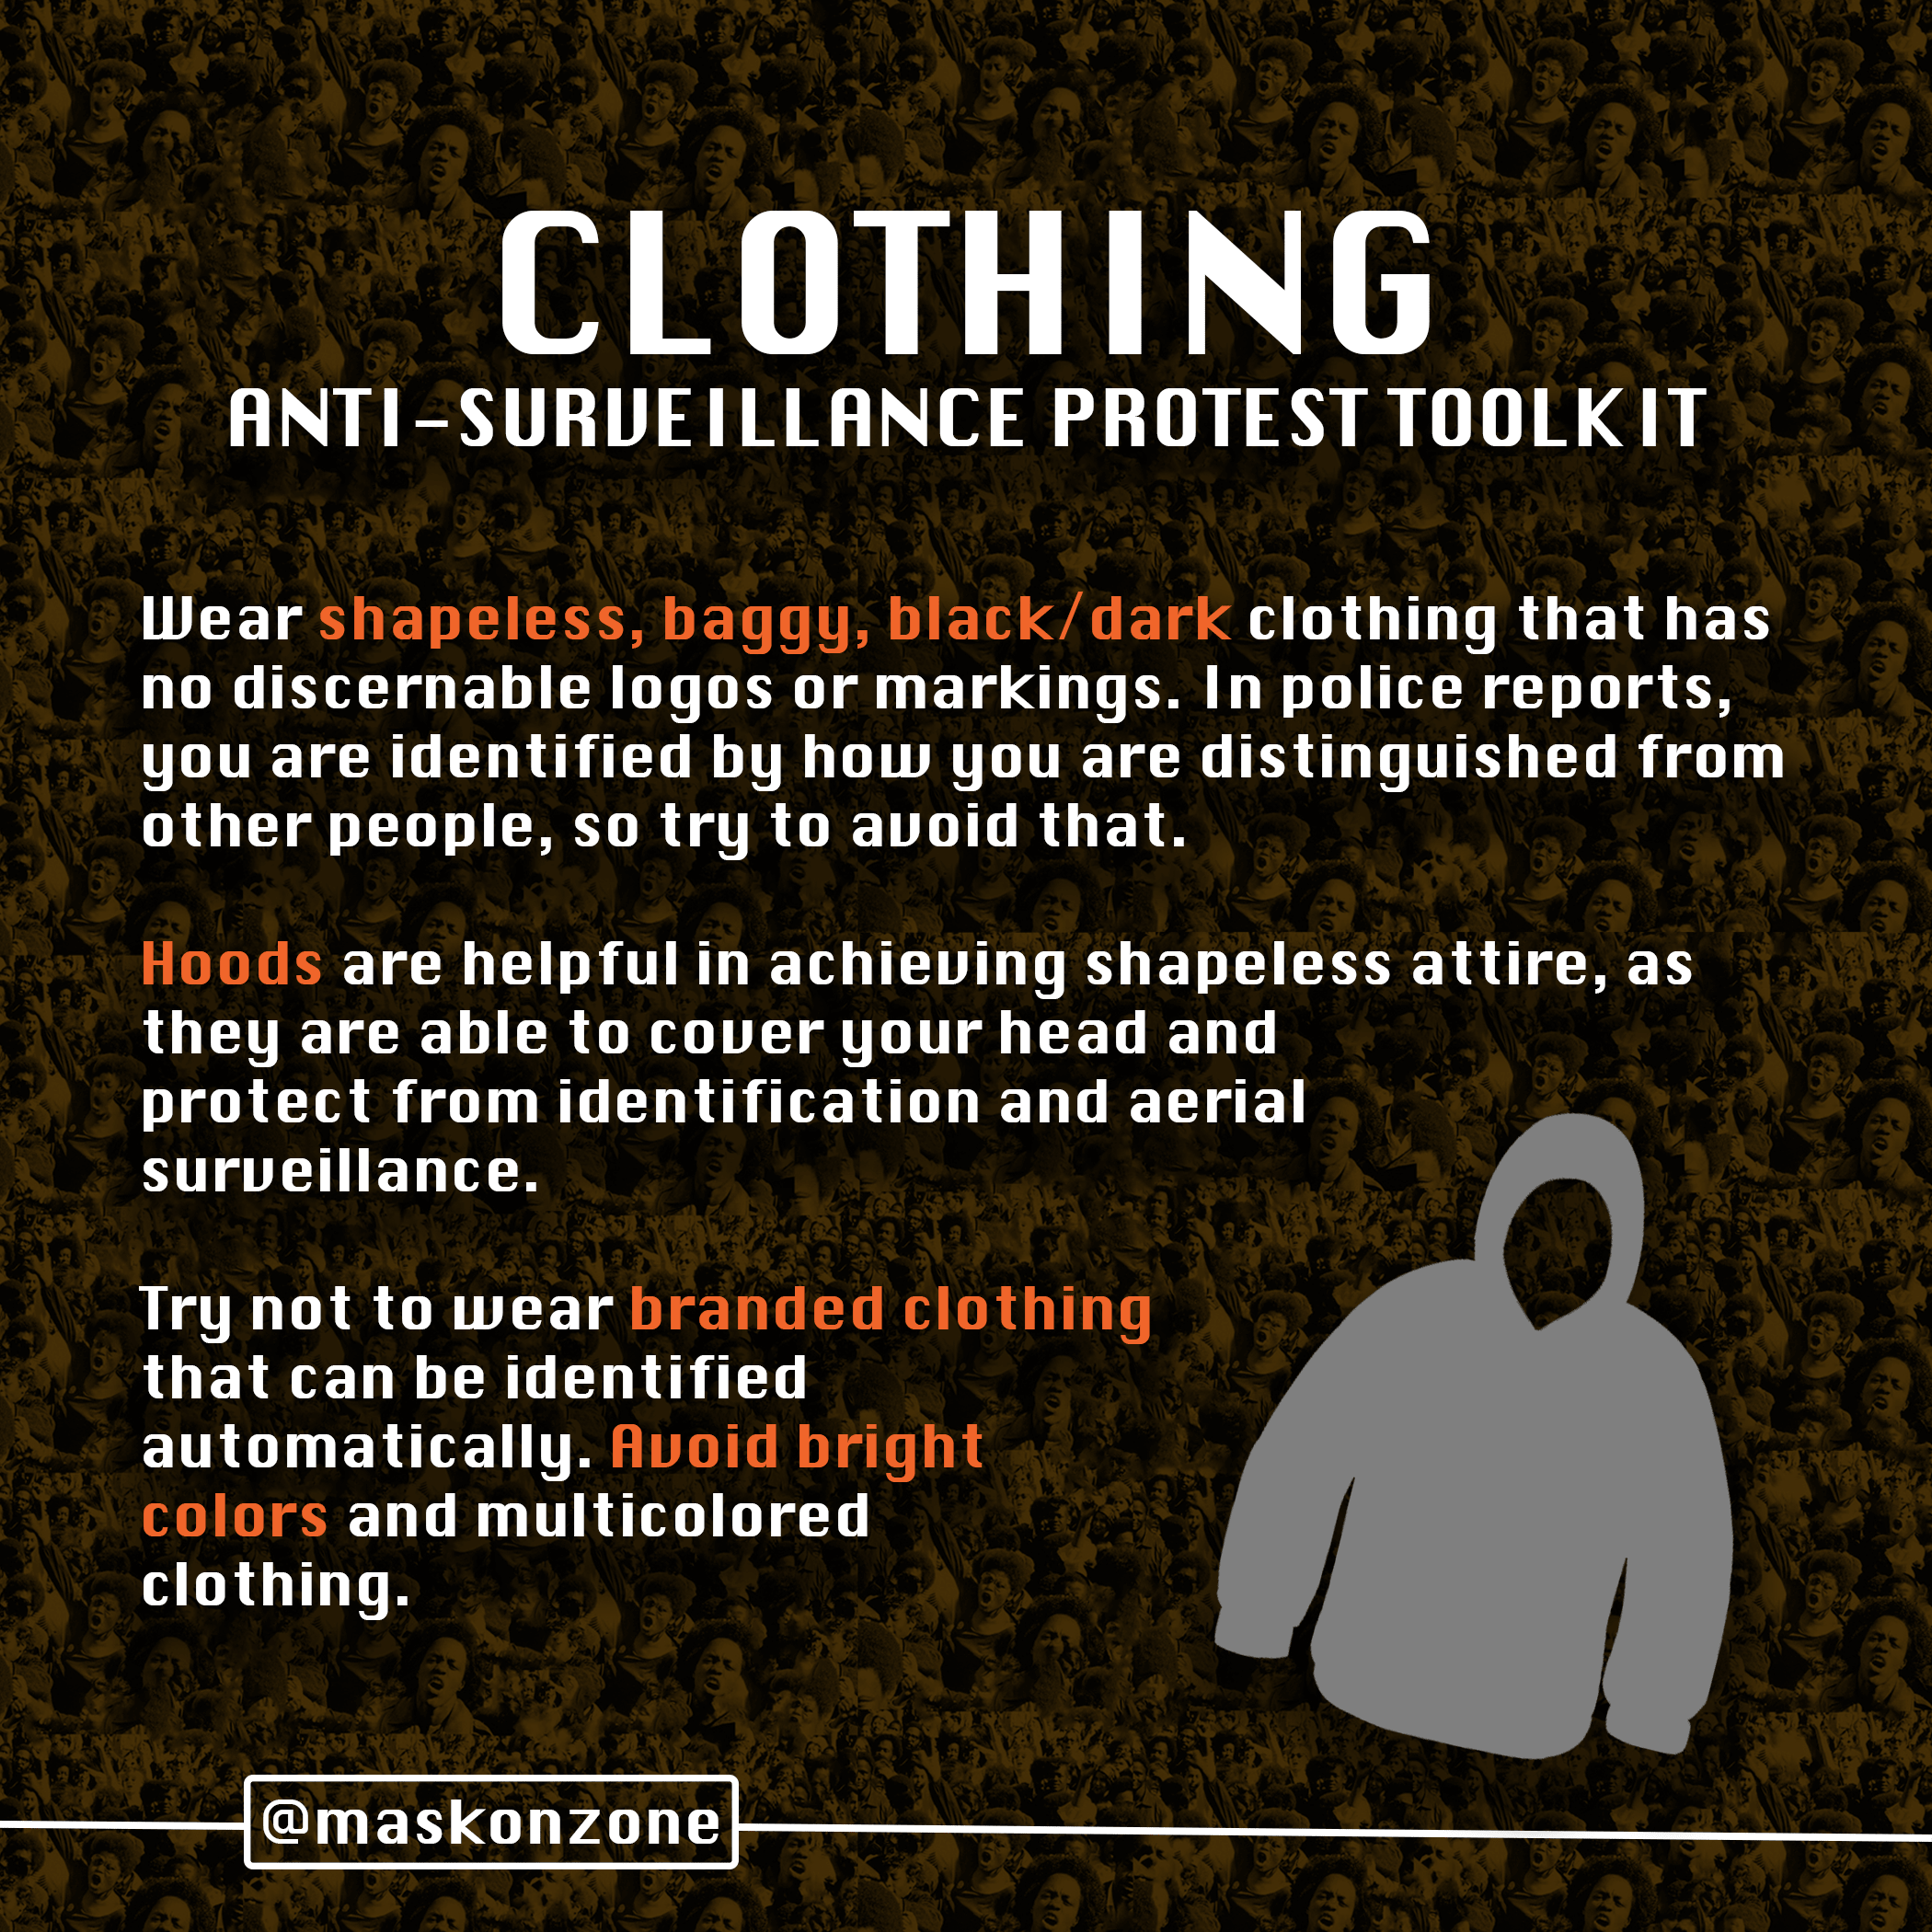 CLOTHING
ANTI-SURVEILLANCE PROTEST TOOLKIT
Wear shapeless, baggy, black/dark clothing that has
no discernable logos or markings. In police reports,
you are identified by how you are distinguished from
other people, so try to avoid that.
Hoods are helpful in achieving shapeless attire, as
they are able to cover your head and
protect from identification and aerial
surveillance.
Try not to wear branded clothing
that can be identified
automatically. Avoid bright
colors and multicolored
clothing.
@maskonzone